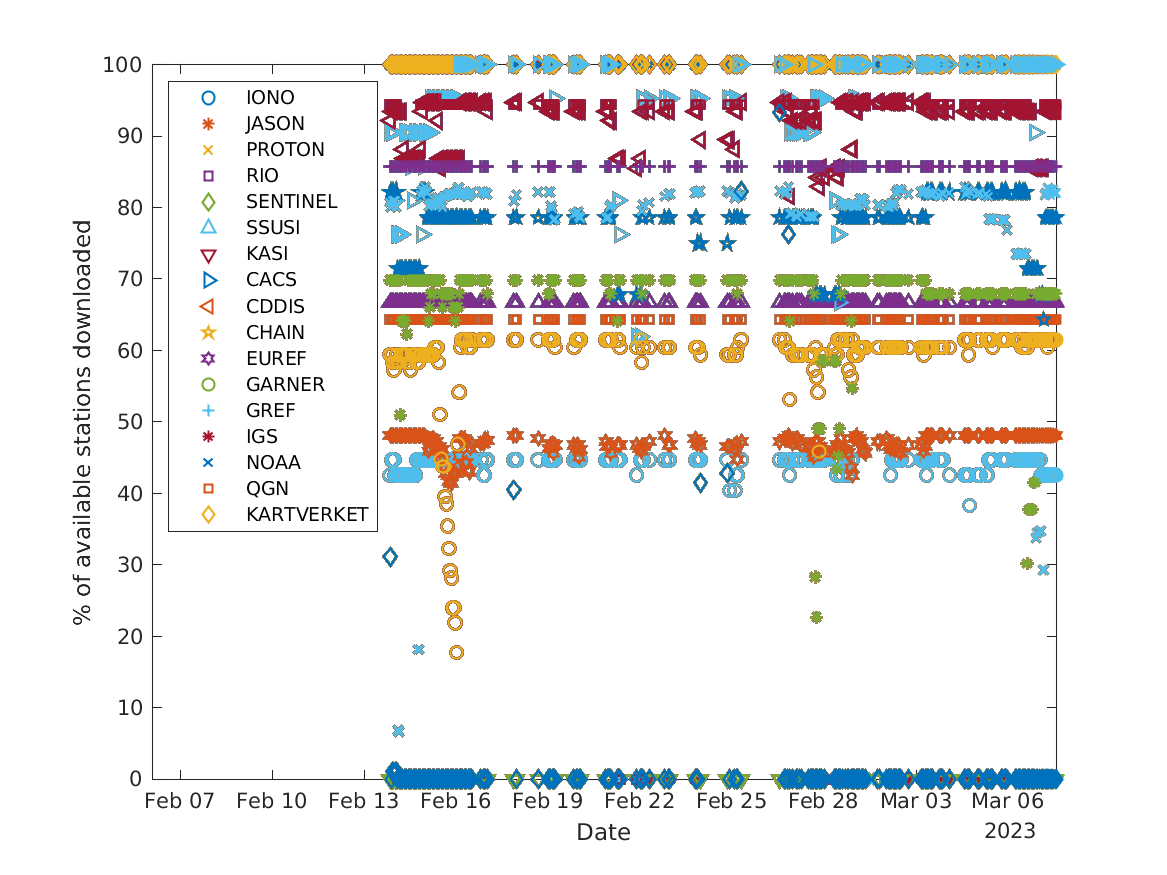 100
90
80
70
60
50
40
30
20
10
0
% of available stations downloaded
IONO
JASON
PROTON
RIO
SENTINEL
SSUSI
KASI
CACS
CDDIS
CHAIN
EUREF
GARNER
GREF
IGS
NOAA
QGN
KARTVERKET
Feb 07 Feb 10 Feb 13 Feb 16 Feb 19 Feb 22 Feb 25 Feb 28 Mar 03 Mar 06
Date
2023